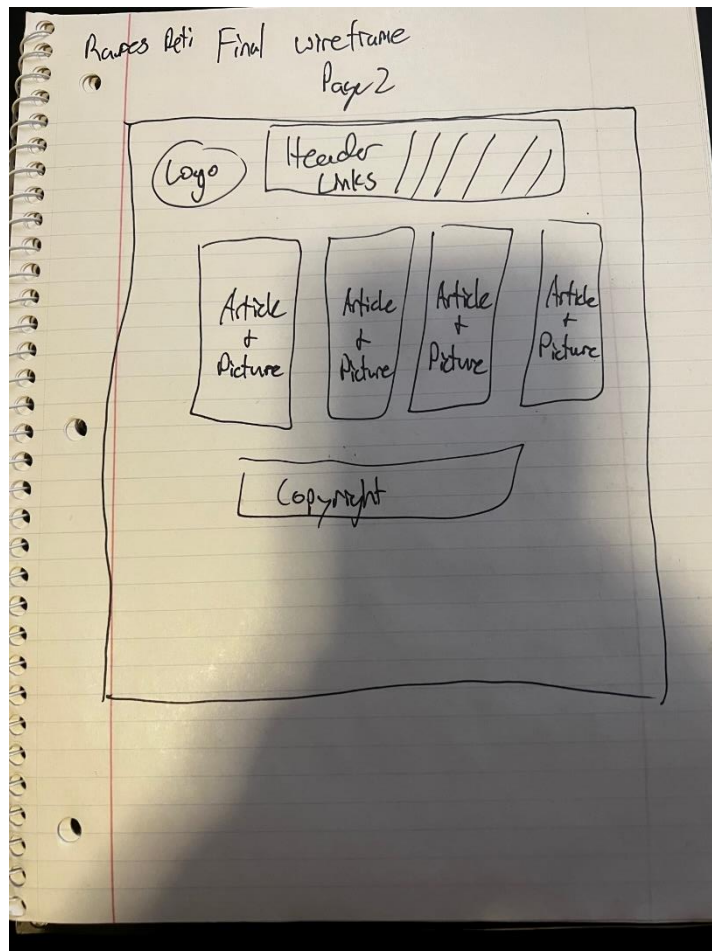 Final wireframe
Page 2
Logo
Header
Links
Article
+
Picture
Article
+
Picture
Article
+
Picture
Article
+
Picture
Copyright